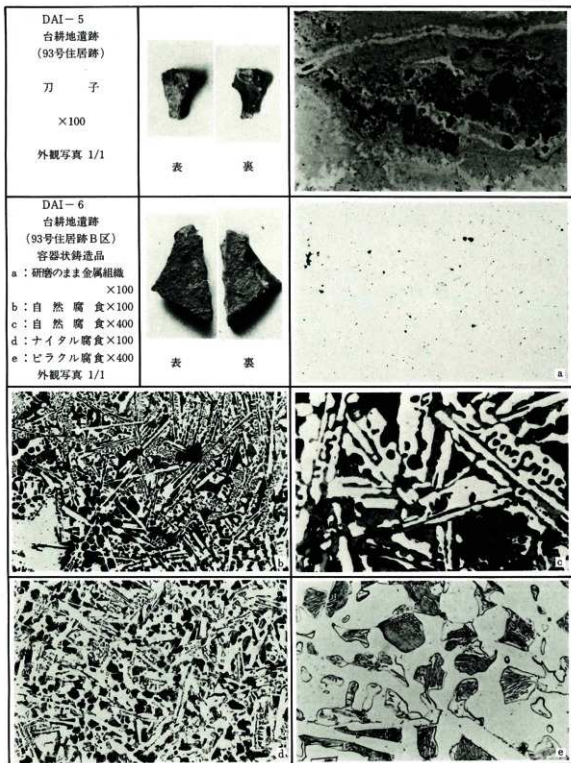 DAI－5
台耕地遺跡
(93号住居跡)
刀　子
×100
外観写真 1/1
表　裏
DAI－6
台耕地遺跡
(93号住居跡B区)
容器状鋳造品
a：研磨のまま金属組織
×100
b：自然腐食×100
c：自然腐食×400
d：ナイタル腐食×100
e：ピラクル腐食×400
外観写真 1/1
表　裏
a
b
c
d
e